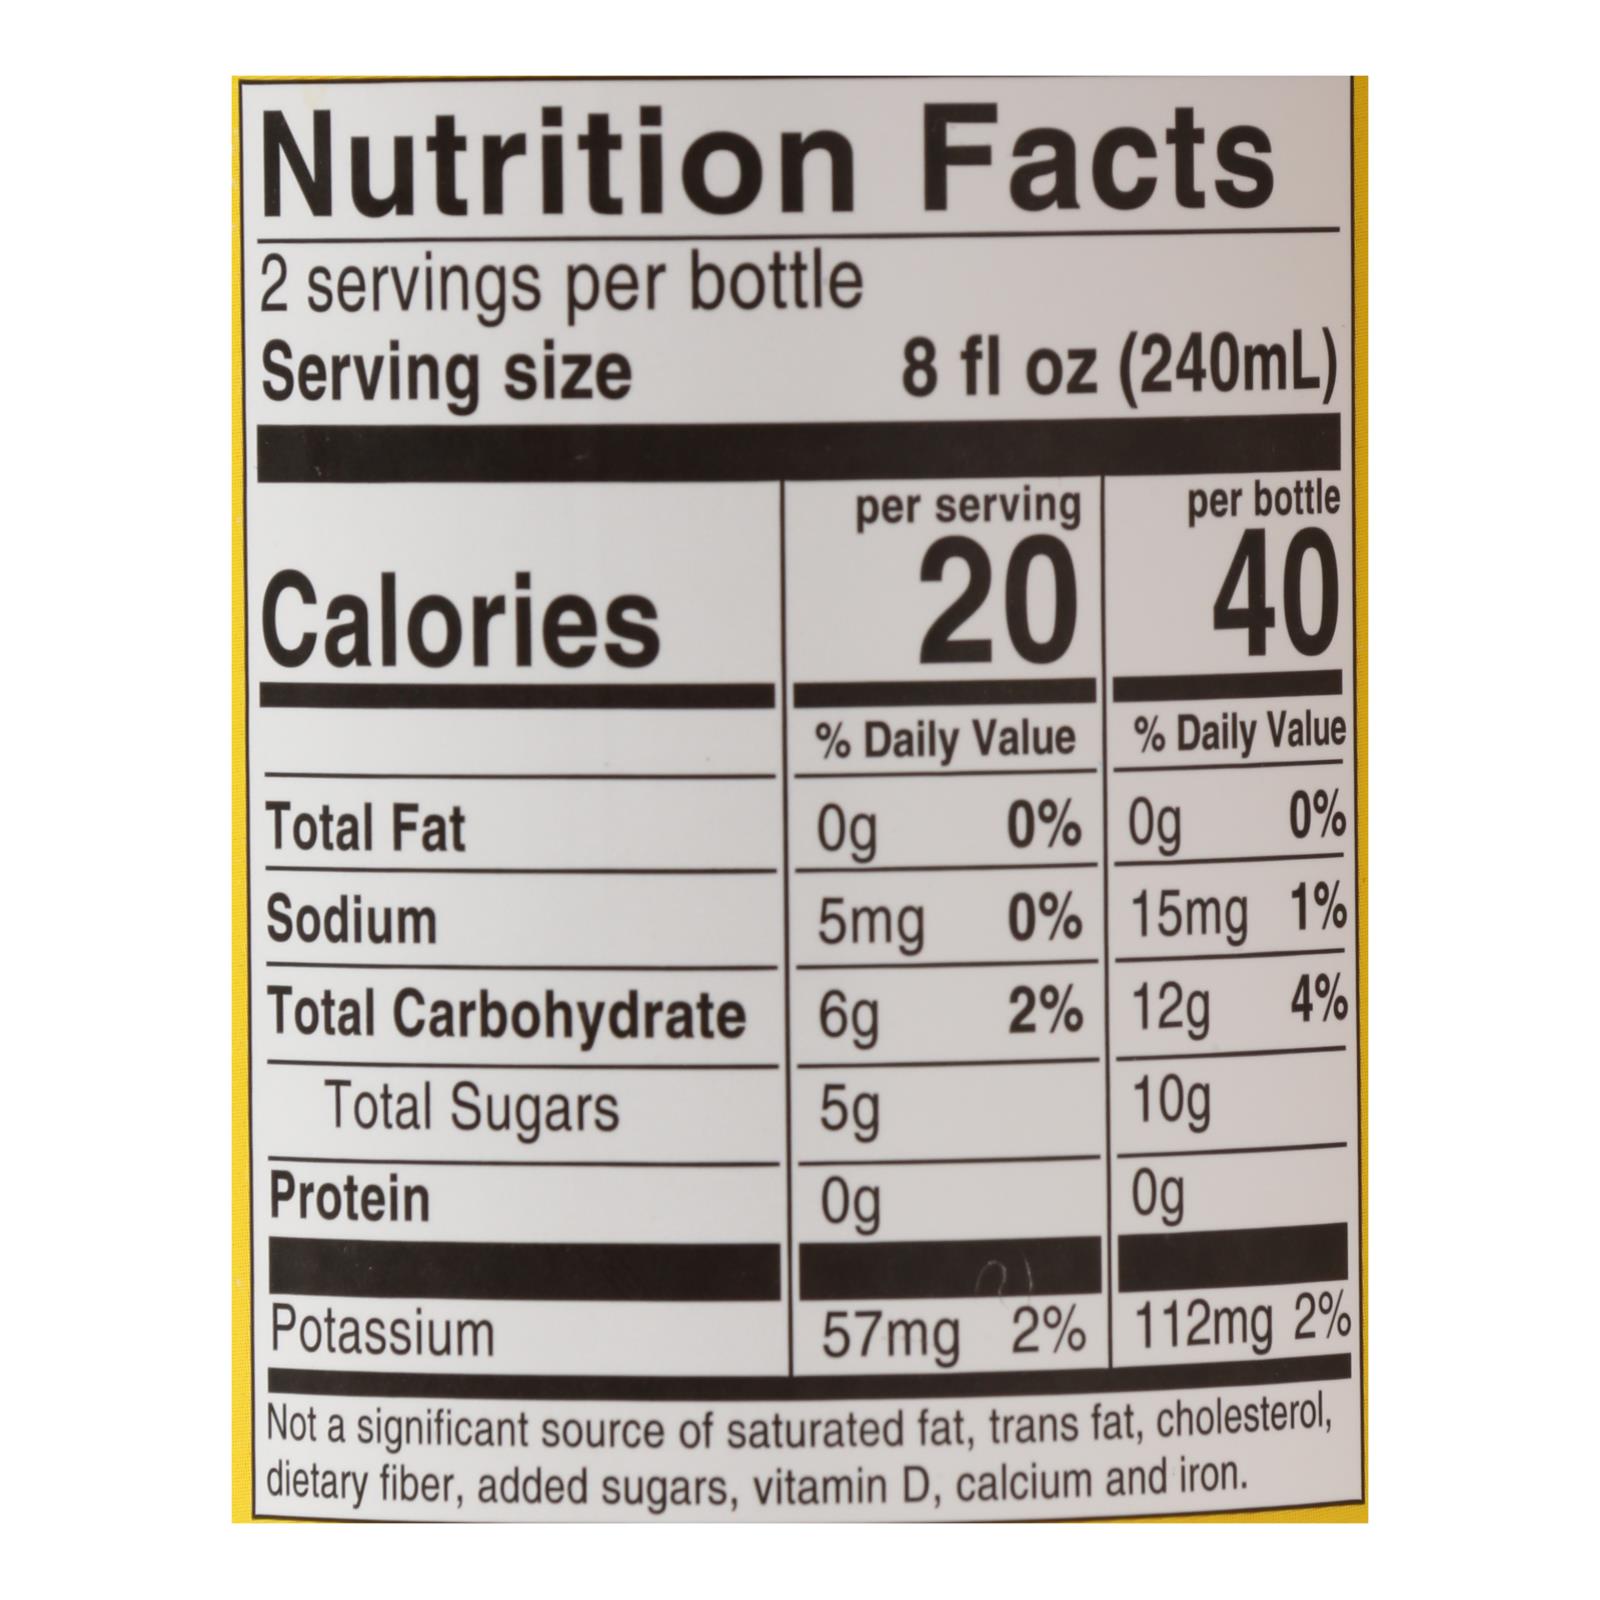 Nutrition Facts
2 servings per bottle
Serving size 8 fl oz (240mL)
per serving per bottle
Calories 20 40
% Daily Value % Daily Value
Total Fat 0g 0% 0g 0%
Sodium 5mg 0% 15mg 1%
Total Carbohydrate 6g 2% 12g 4%
Total Sugars 5g 10g
Protein 0g 0g
Potassium 57mg 2% 112mg 2%
Not a significant source of saturated fat, trans fat, cholesterol,
dietary fiber, added sugars, vitamin D, calcium and iron.